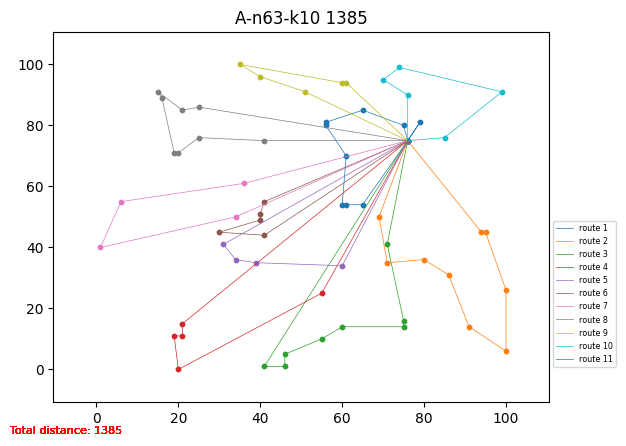 A-n63-k10 1385
100
80
60
40
20
0
0 20 40 60 80 100
route 1
route 2
route 3
route 4
route 5
route 6
route 7
route 8
route 9
route 10
route 11
Total distance: 1385